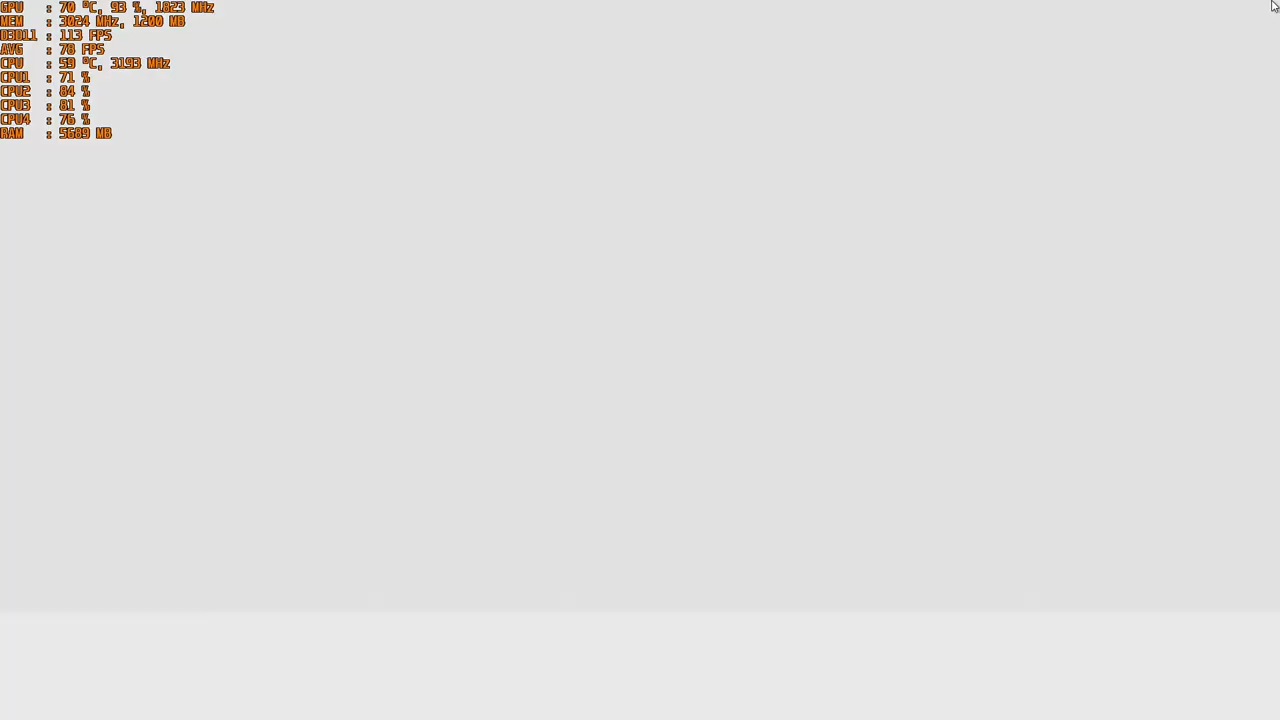 GPU : 70 °C, 93 %, 1823 MHz
MEM : 3024 MHz, 1200 MB
D3D11 : 113 FPS
AVG : 78 FPS
CPU : 59 °C, 3193 MHz
CPU1 : 71 %
CPU2 : 84 %
CPU3 : 81 %
CPU4 : 76 %
RAM : 5689 MB